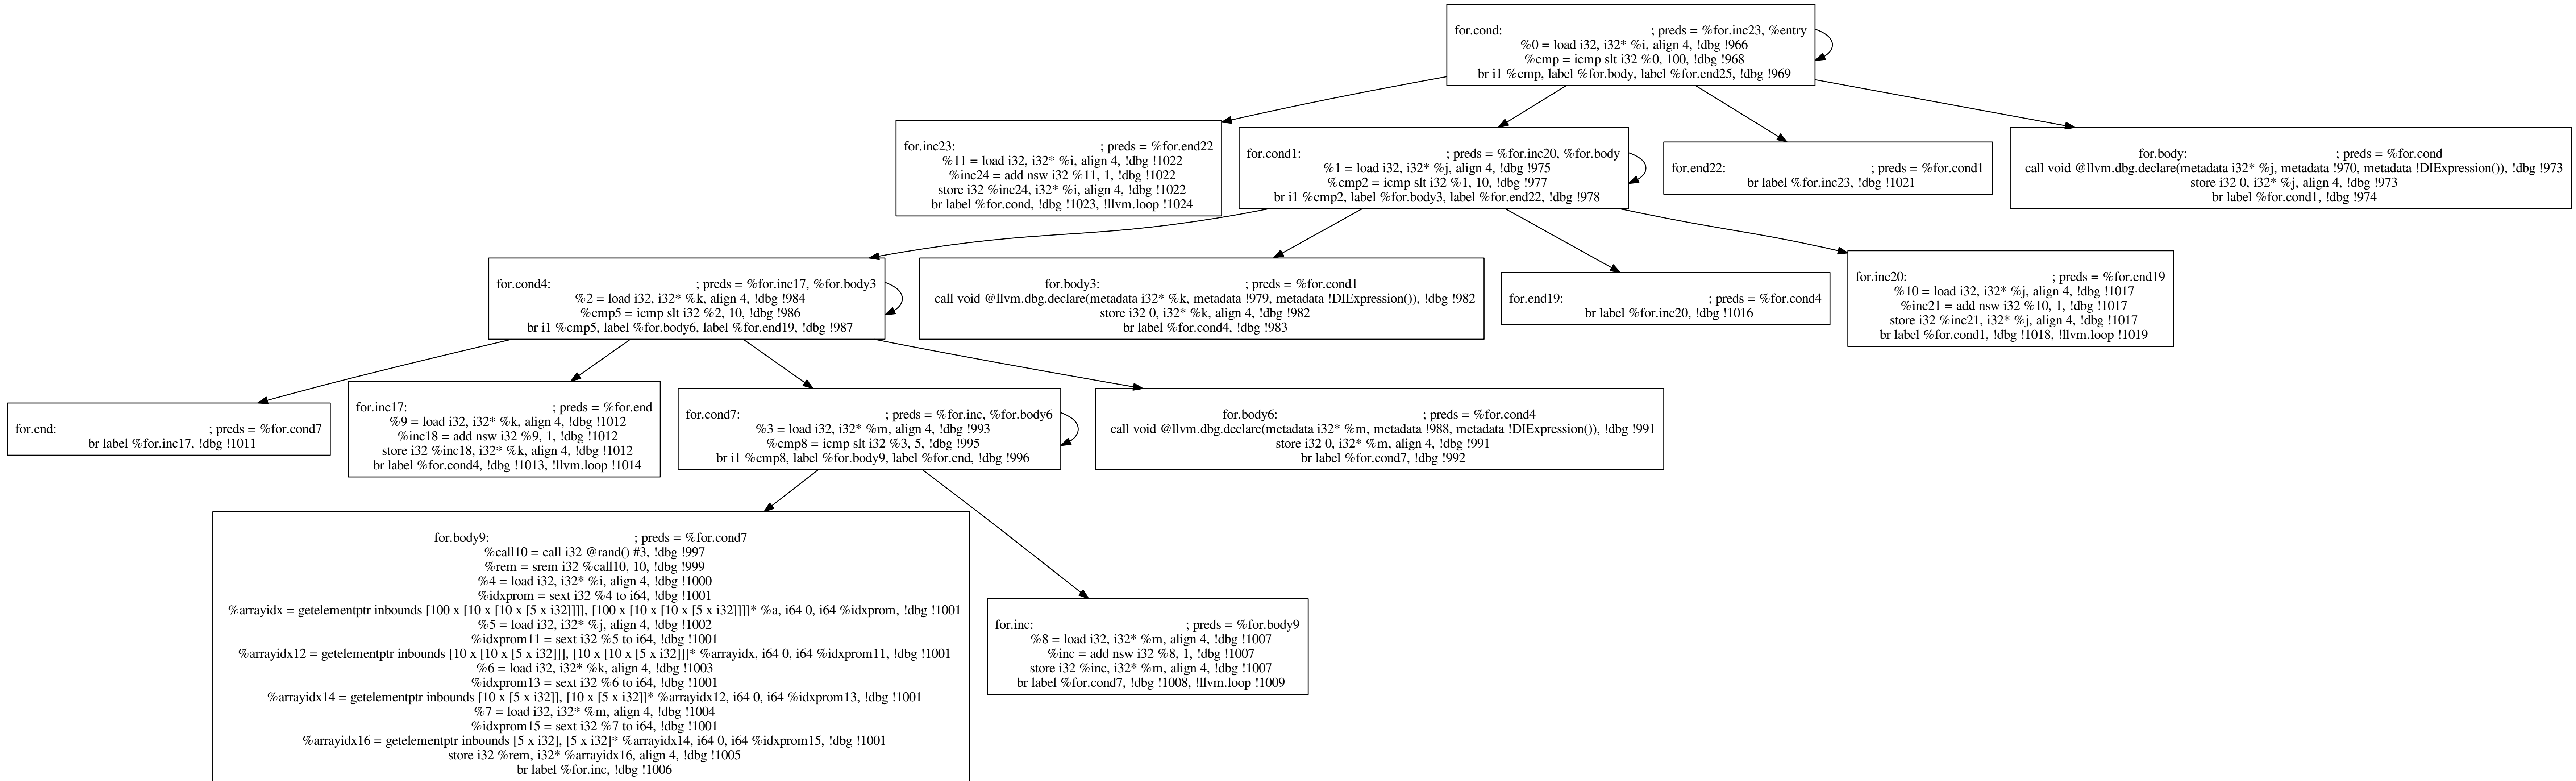 for.cond: ; preds = %for.inc23, %entry
%0 = load i32, i32* %i, align 4, !dbg !966
%cmp = icmp slt i32 %0, 100, !dbg !968
br i1 %cmp, label %for.body, label %for.end25, !dbg !969
for.inc23: ; preds = %for.end22
%11 = load i32, i32* %i, align 4, !dbg !1022
%inc24 = add nsw i32 %11, 1, !dbg !1022
store i32 %inc24, i32* %i, align 4, !dbg !1022
br label %for.cond, !dbg !1023, !llvm.loop !1024
for.cond1: ; preds = %for.inc20, %for.body
%1 = load i32, i32* %j, align 4, !dbg !975
%cmp2 = icmp slt i32 %1, 10, !dbg !977
br i1 %cmp2, label %for.body3, label %for.end22, !dbg !978
for.end22: ; preds = %for.cond1
br label %for.inc23, !dbg !1021
for.body: ; preds = %for.cond
call void @llvm.dbg.declare(metadata i32* %j, metadata !970, metadata !DIExpression()), !dbg !973
store i32 0, i32* %j, align 4, !dbg !973
br label %for.cond1, !dbg !974
for.cond4: ; preds = %for.inc17, %for.body3
%2 = load i32, i32* %k, align 4, !dbg !984
%cmp5 = icmp slt i32 %2, 10, !dbg !986
br i1 %cmp5, label %for.body6, label %for.end19, !dbg !987
for.body3: ; preds = %for.cond1
call void @llvm.dbg.declare(metadata i32* %k, metadata !979, metadata !DIExpression()), !dbg !982
store i32 0, i32* %k, align 4, !dbg !982
br label %for.cond4, !dbg !983
for.end19: ; preds = %for.cond4
br label %for.inc20, !dbg !1016
for.inc20: ; preds = %for.end19
%10 = load i32, i32* %j, align 4, !dbg !1017
%inc21 = add nsw i32 %10, 1, !dbg !1017
store i32 %inc21, i32* %j, align 4, !dbg !1017
br label %for.cond1, !dbg !1018, !llvm.loop !1019
for.end: ; preds = %for.cond7
br label %for.inc17, !dbg !1011
for.inc17: ; preds = %for.end
%9 = load i32, i32* %k, align 4, !dbg !1012
%inc18 = add nsw i32 %9, 1, !dbg !1012
store i32 %inc18, i32* %k, align 4, !dbg !1012
br label %for.cond4, !dbg !1013, !llvm.loop !1014
for.cond7: ; preds = %for.inc, %for.body6
%3 = load i32, i32* %m, align 4, !dbg !993
%cmp8 = icmp slt i32 %3, 5, !dbg !995
br i1 %cmp8, label %for.body9, label %for.end, !dbg !996
for.body6: ; preds = %for.cond4
call void @llvm.dbg.declare(metadata i32* %m, metadata !988, metadata !DIExpression()), !dbg !991
store i32 0, i32* %m, align 4, !dbg !991
br label %for.cond7, !dbg !992
for.body9: ; preds = %for.cond7
%call10 = call i32 @rand() #3, !dbg !997
%rem = srem i32 %call10, 10, !dbg !999
%4 = load i32, i32* %i, align 4, !dbg !1000
%idxprom = sext i32 %4 to i64, !dbg !1001
%arrayidx = getelementptr inbounds [100 x [10 x [10 x [5 x i32]]]], [100 x [10 x [10 x [5 x i32]]]]* %a, i64 0, i64 %idxprom, !dbg !1001
%5 = load i32, i32* %j, align 4, !dbg !1002
%idxprom11 = sext i32 %5 to i64, !dbg !1001
%arrayidx12 = getelementptr inbounds [10 x [10 x [5 x i32]]], [10 x [10 x [5 x i32]]]* %arrayidx, i64 0, i64 %idxprom11, !dbg !1001
%6 = load i32, i32* %k, align 4, !dbg !1003
%idxprom13 = sext i32 %6 to i64, !dbg !1001
%arrayidx14 = getelementptr inbounds [10 x [5 x i32]], [10 x [5 x i32]]* %arrayidx12, i64 0, i64 %idxprom13, !dbg !1001
%7 = load i32, i32* %m, align 4, !dbg !1004
%idxprom15 = sext i32 %7 to i64, !dbg !1001
%arrayidx16 = getelementptr inbounds [5 x i32], [5 x i32]* %arrayidx14, i64 0, i64 %idxprom15, !dbg !1001
store i32 %rem, i32* %arrayidx16, align 4, !dbg !1005
br label %for.inc, !dbg !1006
for.inc: ; preds = %for.body9
%8 = load i32, i32* %m, align 4, !dbg !1007
%inc = add nsw i32 %8, 1, !dbg !1007
store i32 %inc, i32* %m, align 4, !dbg !1007
br label %for.cond7, !dbg !1008, !llvm.loop !1009